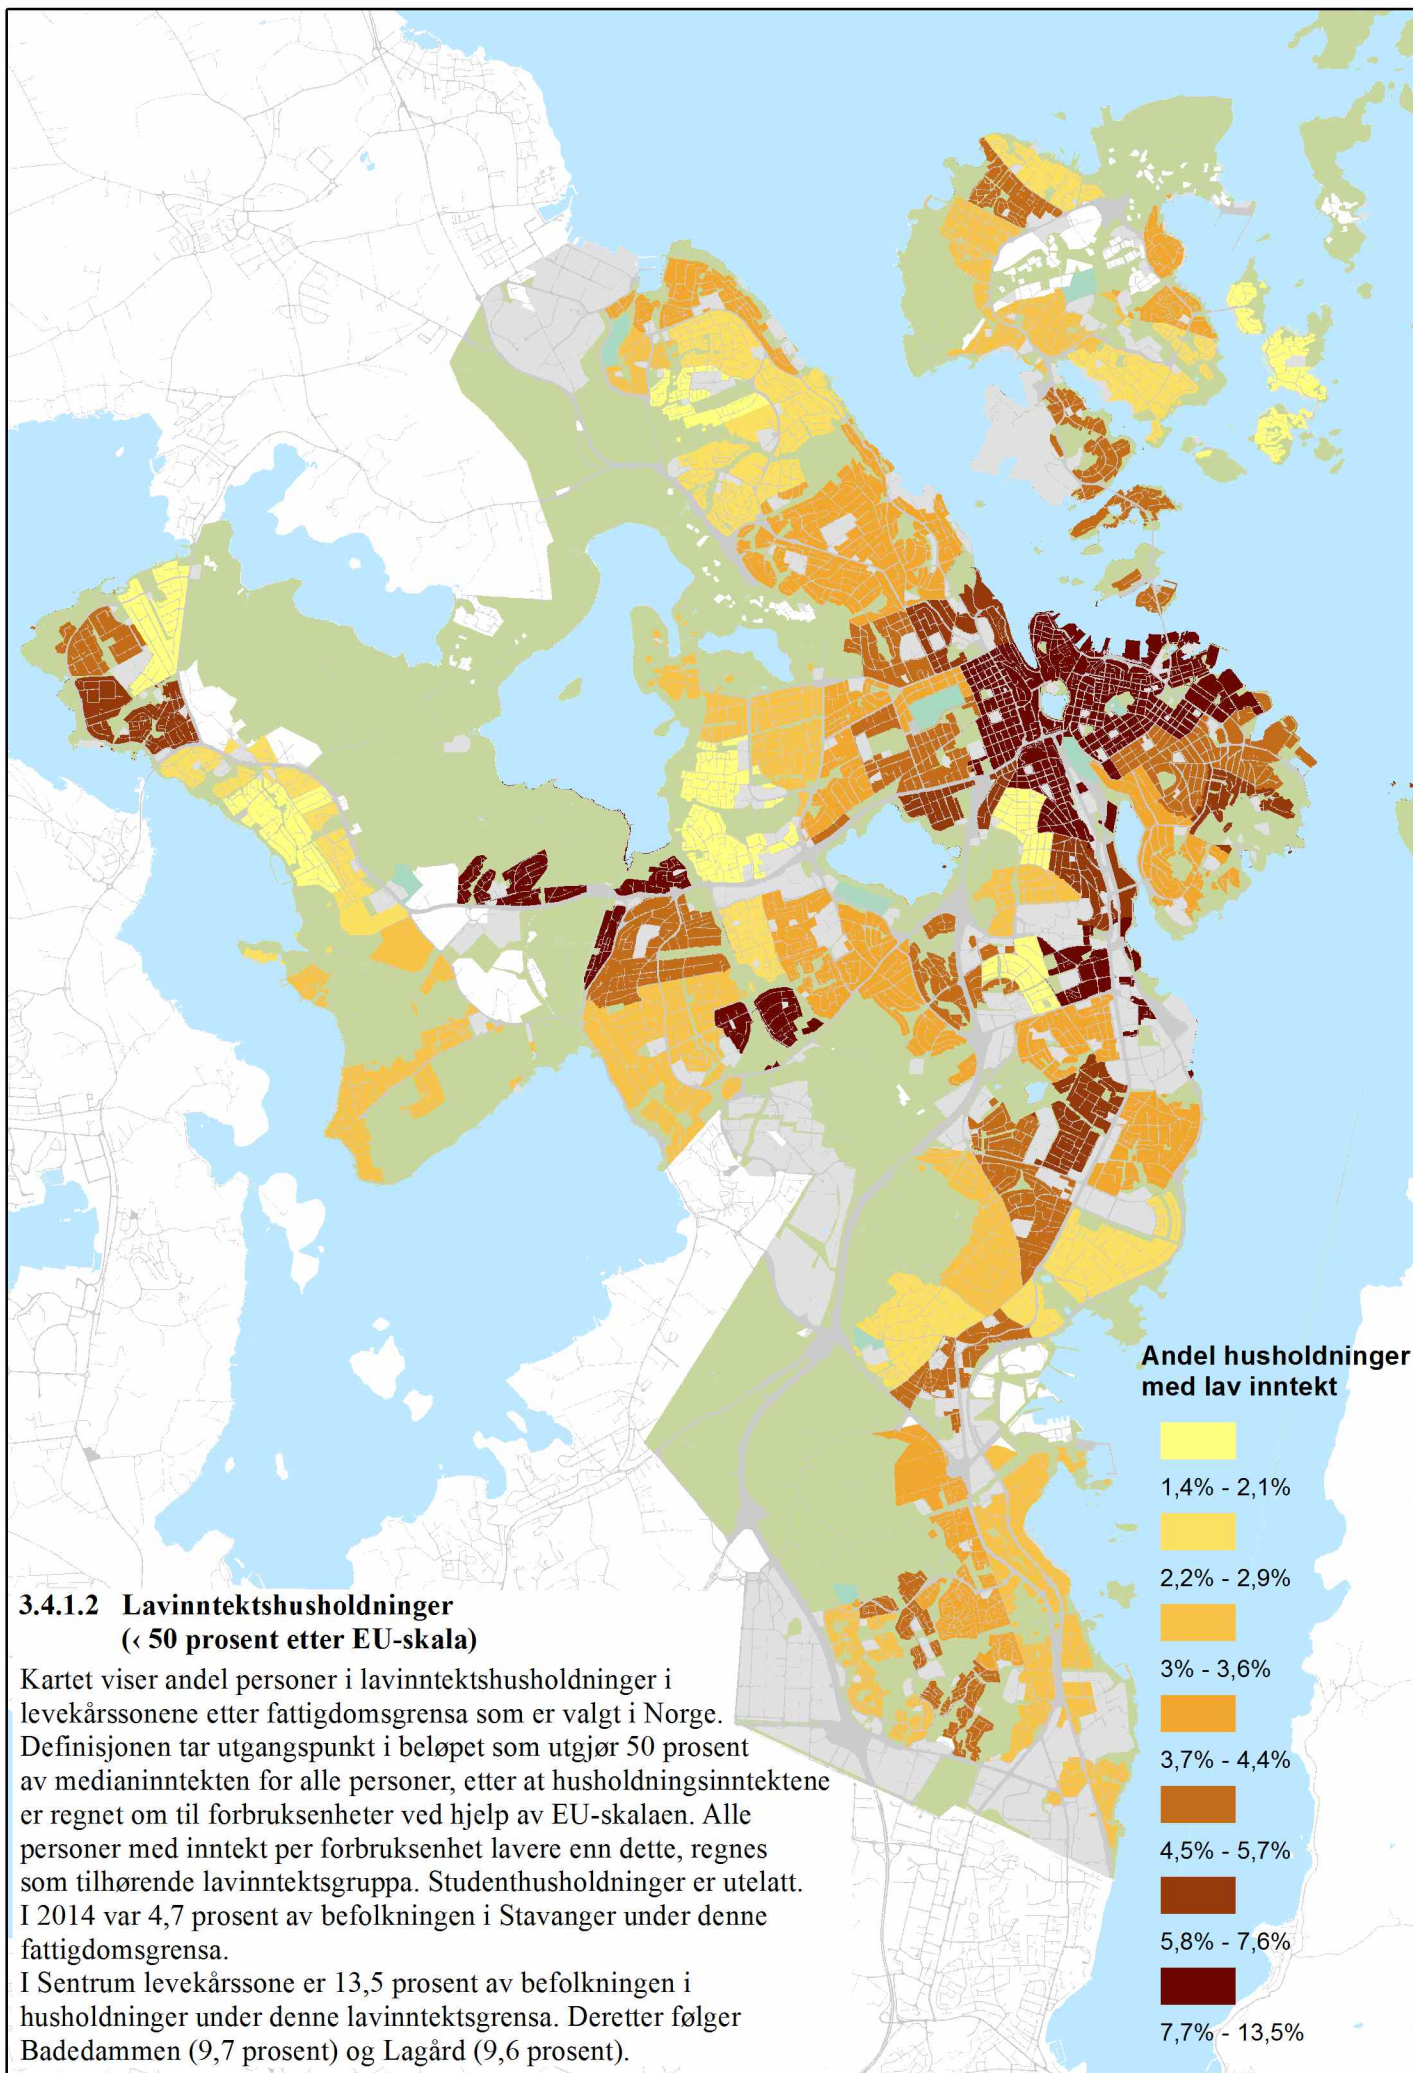 Andel husholdninger
med lav inntekt
1,4% - 2,1%
2,2% - 2,9%
3% - 3,6%
3,7% - 4,4%
4,5% - 5,7%
5,8% - 7,6%
7,7% - 13,5%
3.4.1.2 Lavinntektshusholdninger
(‹ 50 prosent etter EU-skala)
Kartet viser andel personer i lavinntektshusholdninger i
levekårssonene etter fattigdomsgrensa som er valgt i Norge.
Definisjonen tar utgangspunkt i beløpet som utgjør 50 prosent
av medianinntekten for alle personer, etter at husholdningsinntektene
er regnet om til forbruksenheter ved hjelp av EU-skalaen. Alle
personer med inntekt per forbruksenhet lavere enn dette, regnes
som tilhørende lavinntektsgruppa. Studenthusholdninger er utelatt.
I 2014 var 4,7 prosent av befolkningen i Stavanger under denne
fattigdomsgrensa.
I Sentrum levekårssone er 13,5 prosent av befolkningen i
husholdninger under denne lavinntektsgrensa. Deretter følger
Badedammen (9,7 prosent) og Lagård (9,6 prosent).